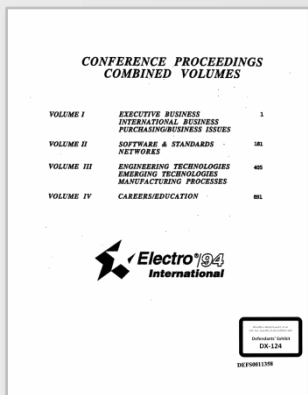 CONFERENCE PROCEEDINGS
COMBINED VOLUMES
VOLUME I EXECUTIVE BUSINESS 1
INTERNATIONAL BUSINESS
PURCHASING/BUSINESS ISSUES
VOLUME II SOFTWARE & STANDARDS 181
NETWORKS
VOLUME III ENGINEERING TECHNOLOGIES 405
EMERGING TECHNOLOGIES
MANUFACTURING PROCESSES
VOLUME IV CAREERS/EDUCATION 891
Electro/94
International
Defendants' Exhibit
DX-124
DEFS0011358